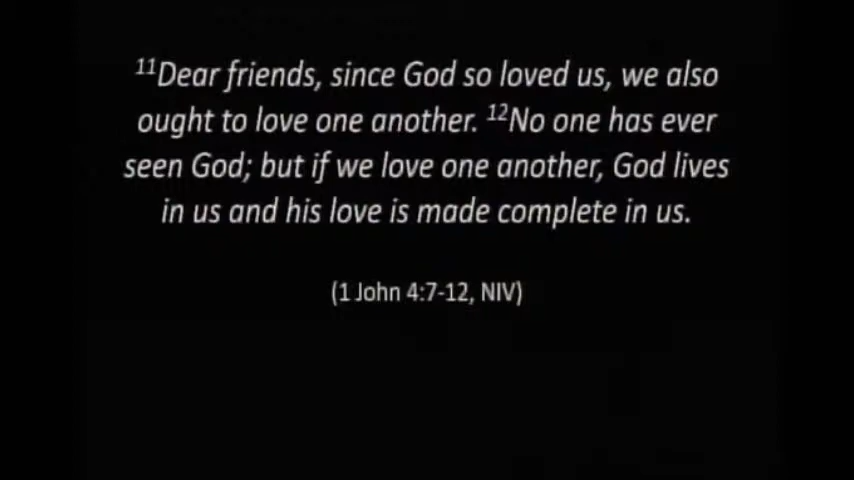 ¹¹Dear friends, since God so loved us, we also
ought to love one another. ¹²No one has ever
seen God; but if we love one another, God lives
in us and his love is made complete in us.
(1 John 4:7-12, NIV)